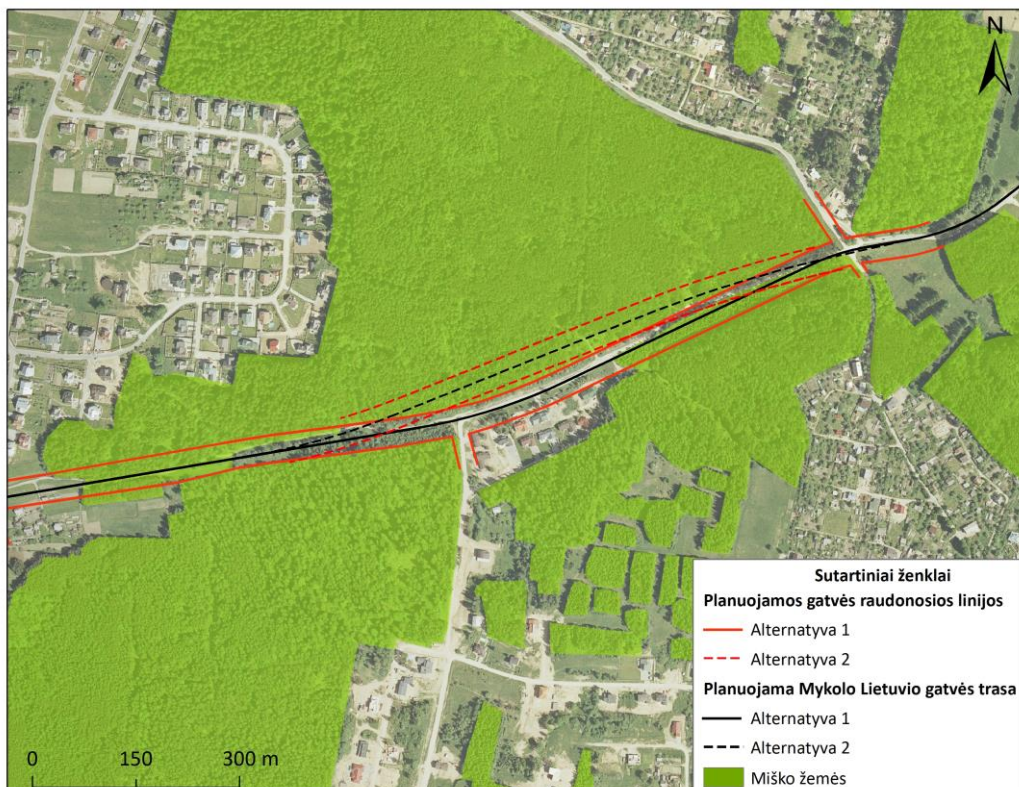 N
Sutartiniai ženklai
Planuojamos gatvės raudonosios linijos
Alternatyva 1
Alternatyva 2
Planuojama Mykolo Lietuvio gatvės trasa
Alternatyva 1
Alternatyva 2
Miško žemės
0 150 300 m